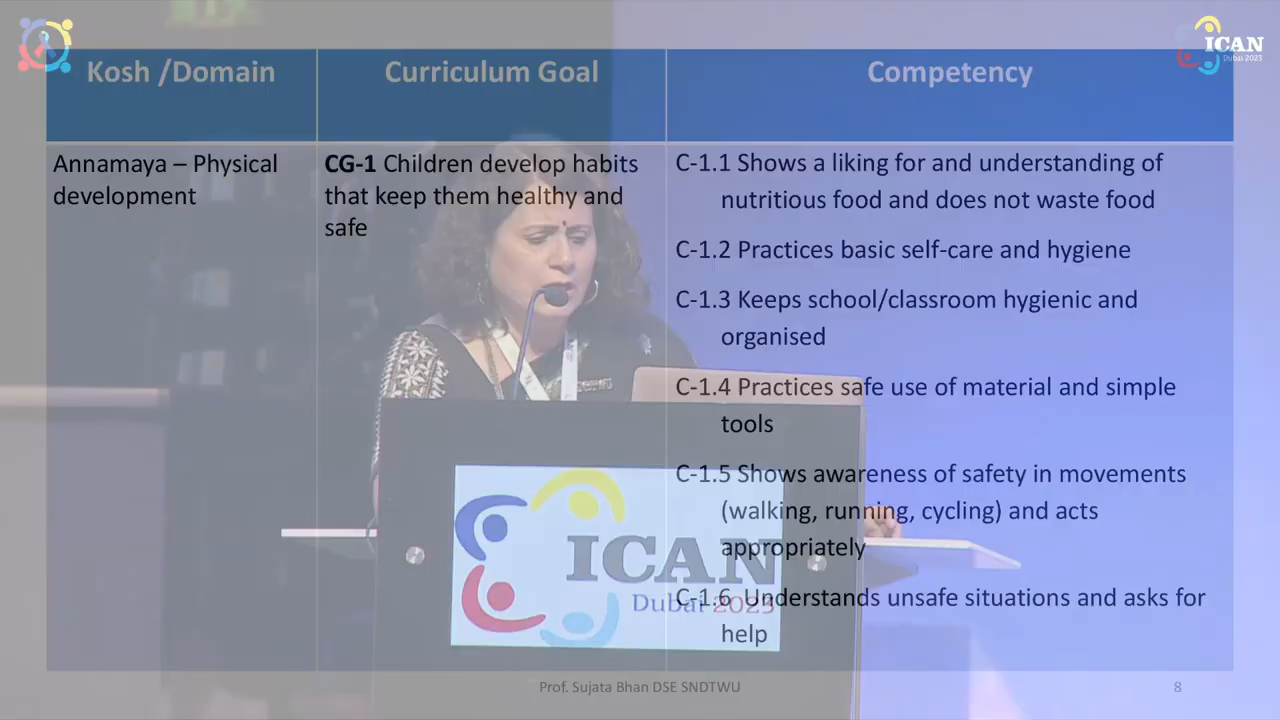 ICAN
Dubai 2023
Kosh /Domain
Curriculum Goal
Competency
Annamaya – Physical
development
CG-1 Children develop habits
that keep them healthy and
safe
C-1.1 Shows a liking for and understanding of
nutritious food and does not waste food
C-1.2 Practices basic self-care and hygiene
C-1.3 Keeps school/classroom hygienic and
organised
C-1.4 Practices safe use of material and simple
tools
C-1.5 Shows awareness of safety in movements
(walking, running, cycling) and acts
appropriately
C-1.6 Understands unsafe situations and asks for
help
ICAN
Dubai 2023
Prof. Sujata Bhan DSE SNDTWU
8